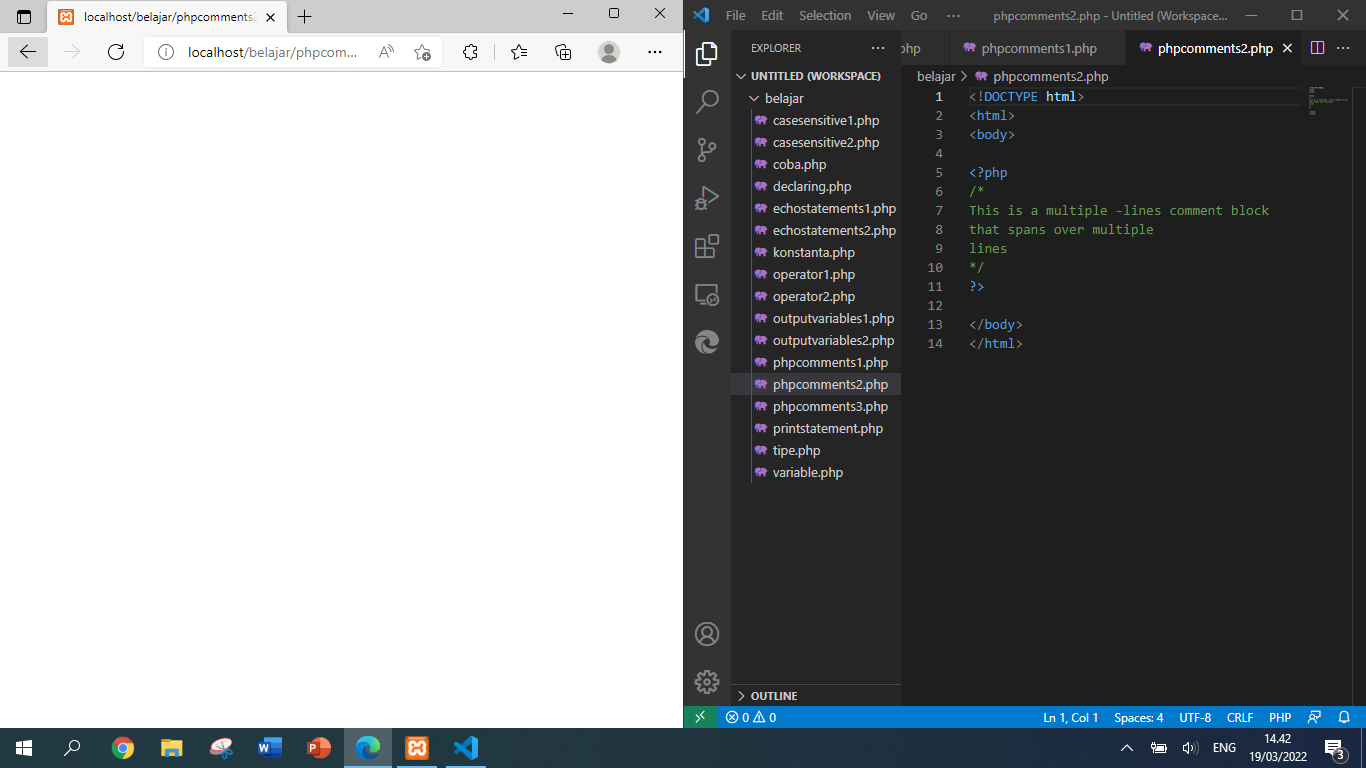 localhost/belajar/phpcomments2
localhost/belajar/phpcom...
File Edit Selection View Go ··· phpcomments2.php - Untitled (Workspace...
EXPLORER
php phpcomments1.php phpcomments2.php
UNTITLED (WORKSPACE)
belajar > phpcomments2.php
belajar
casesensitive1.php
casesensitive2.php
coba.php
declaring.php
echostatements1.php
echostatements2.php
konstanta.php
operator1.php
operator2.php
outputvariables1.php
outputvariables2.php
phpcomments1.php
phpcomments2.php
phpcomments3.php
printstatement.php
tipe.php
variable.php
OUTLINE
1 <!DOCTYPE html>
2 <html>
3 <body>
4
5 <?php
6 /*
7 This is a multiple -lines comment block
8 that spans over multiple
9 lines
10 */
11 ?>
12
13 </body>
14 </html>
0 0 Ln 1, Col 1 Spaces: 4 UTF-8 CRLF PHP
ENG
14.42
19/03/2022
3